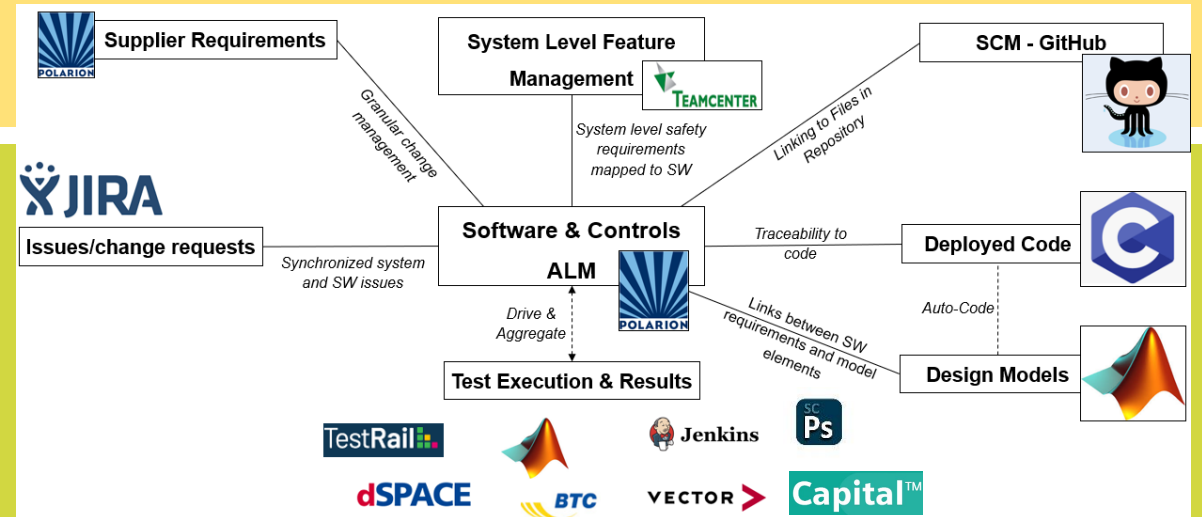 POLARION
Supplier Requirements
System Level Feature
Management
TEAMCENTER
SCM - GitHub
Granular change
management
System level safety
requirements
mapped to SW
Linking to Files in
Repository
JIRA
Issues/change requests
Synchronized system
and SW issues
Software & Controls
ALM
POLARION
Traceability to
code
Deployed Code
C
Drive &
Aggregate
Auto-Code
Links between SW
requirements and model
elements
Test Execution & Results
Design Models
TestRail
Jenkins
SC
Ps
dSPACE
BTC
VECTOR
Capital™